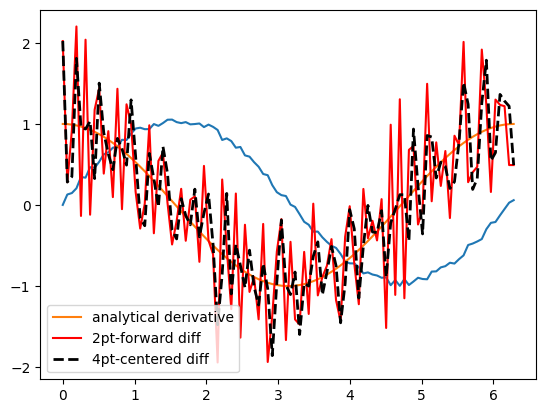 2
1
0
−1
−2
analytical derivative
2pt-forward diff
4pt-centered diff
0 1 2 3 4 5 6